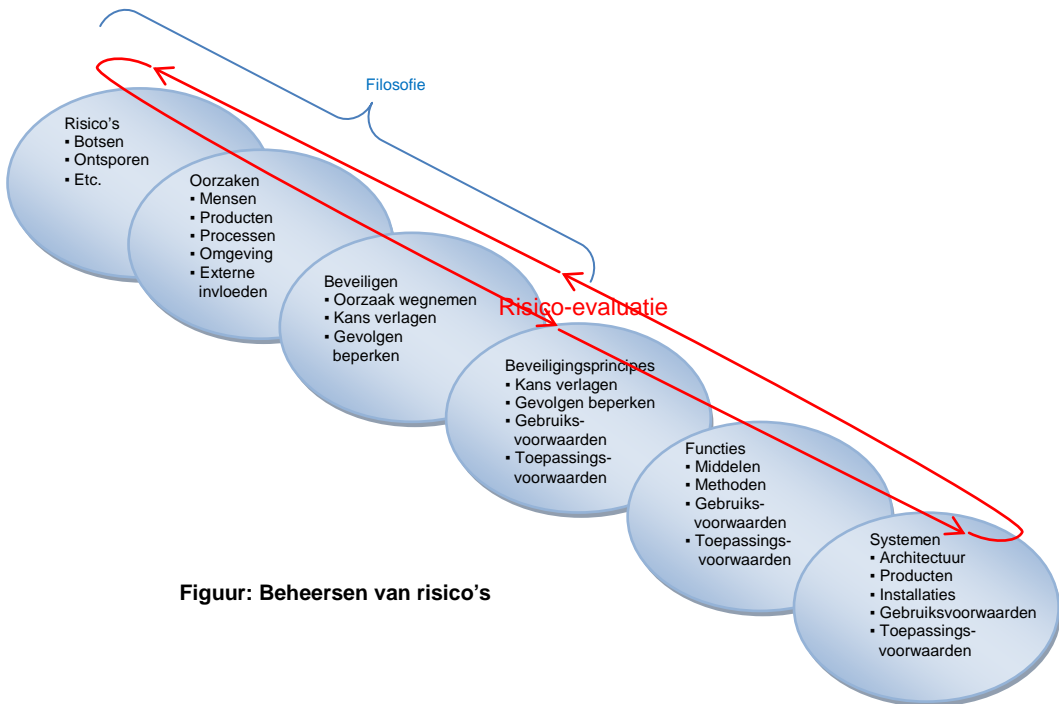 Filosofie
Risico's
▪ Botsen
▪ Ontsporen
▪ Etc.
Oorzaken
▪ Mensen
▪ Producten
▪ Processen
▪ Omgeving
▪ Externe
invloeden
Beveiligen
▪ Oorzaak wegnemen
▪ Kans verlagen
▪ Gevolgen
beperken
Risico-evaluatie
Beveiligingsprincipes
▪ Kans verlagen
▪ Gevolgen beperken
▪ Gebruiks-
voorwaarden
▪ Toepassings-
voorwaarden
Functies
▪ Middelen
▪ Methoden
▪ Gebruiks-
voorwaarden
▪ Toepassings-
voorwaarden
Systemen
▪ Architectuur
▪ Producten
▪ Installaties
▪ Gebruiksvoorwaarden
▪ Toepassings-
voorwaarden
Figuur: Beheersen van risico's